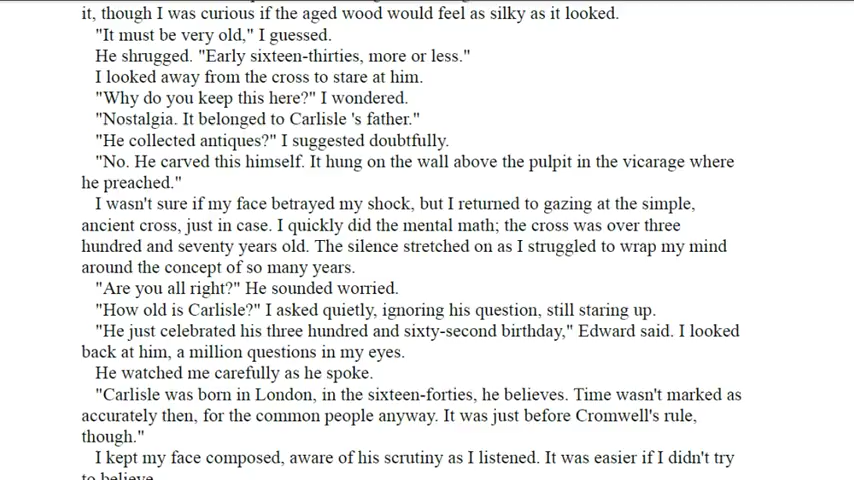 it, though I was curious if the aged wood would feel as silky as it looked.
"It must be very old," I guessed.
He shrugged. "Early sixteen-thirties, more or less."
I looked away from the cross to stare at him.
"Why do you keep this here?" I wondered.
"Nostalgia. It belonged to Carlisle 's father."
"He collected antiques?" I suggested doubtfully.
"No. He carved this himself. It hung on the wall above the pulpit in the vicarage where
he preached."
I wasn't sure if my face betrayed my shock, but I returned to gazing at the simple,
ancient cross, just in case. I quickly did the mental math; the cross was over three
hundred and seventy years old. The silence stretched on as I struggled to wrap my mind
around the concept of so many years.
"Are you all right?" He sounded worried.
"How old is Carlisle?" I asked quietly, ignoring his question, still staring up.
"He just celebrated his three hundred and sixty-second birthday," Edward said. I looked
back at him, a million questions in my eyes.
He watched me carefully as he spoke.
"Carlisle was born in London, in the sixteen-forties, he believes. Time wasn't marked as
accurately then, for the common people anyway. It was just before Cromwell's rule,
though."
I kept my face composed, aware of his scrutiny as I listened. It was easier if I didn't try
to believe.